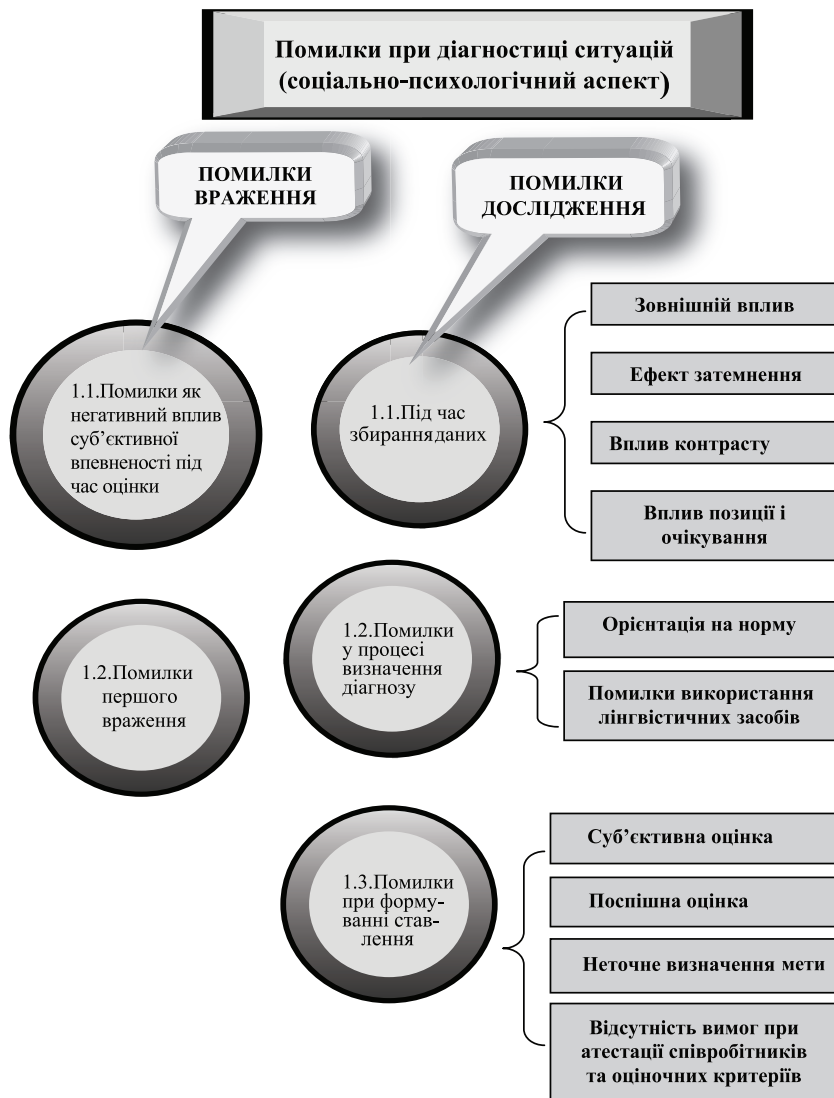 Помилки при діагностиці ситуацій
(соціально-психологічний аспект)
ПОМИЛКИ
ВРАЖЕННЯ
ПОМИЛКИ
ДОСЛІДЖЕННЯ
1.1.Помилки як
негативний вплив
суб’єктивної
впевнености під
час оцінки
1.2.Помилки
першого
враження
1.1.Під час
збирання даних
Зовнішній вплив
Ефект затемнення
Вплив контрасту
Вплив позиції і
очікування
1.2.Помилки
у процесі
визначення
діагнозу
Орієнтація на норму
Помилки використання
лінгвістичних засобів
1.3.Помилки
при форму-
ванні став-
лення
Суб’єктивна оцінка
Поспішна оцінка
Неточне визначення мети
Відсутність вимог при
атестації співробітників
та оціночних критеріїв